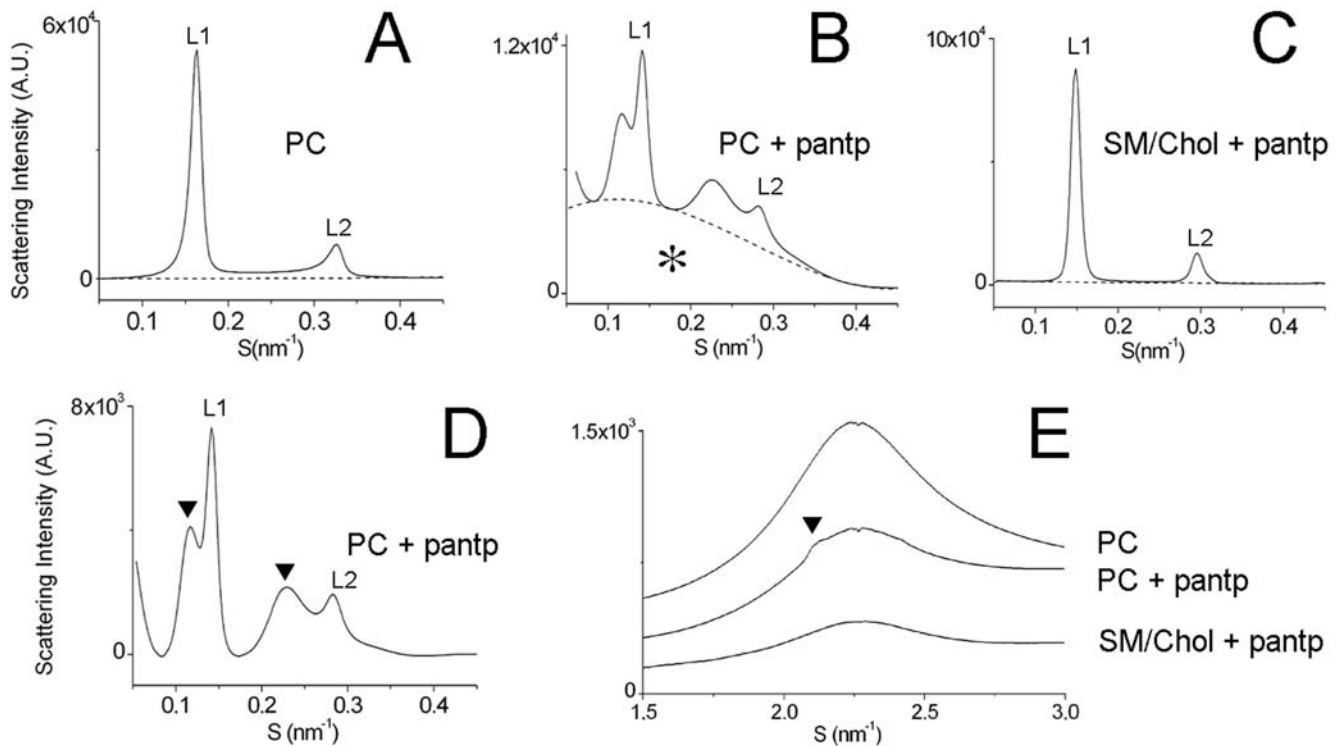 A
6x10⁴
L1
PC
L2
0
0.1 0.2 0.3 0.4
S(nm⁻¹)
Scattering Intensity (A.U.)
B
1.2x10⁴
L1
PC + pantp
L2
*
0
0.1 0.2 0.3 0.4
S (nm⁻¹)
C
10x10⁴
L1
SM/Chol + pantp
L2
0
0.1 0.2 0.3 0.4
S(nm⁻¹)
D
8x10³
L1
PC + pantp
L2
0
0.1 0.2 0.3 0.4
S (nm⁻¹)
Scattering Intensity (A.U.)
E
1.5x10³
PC
PC + pantp
SM/Chol + pantp
0
1.5 2.0 2.5 3.0
S (nm⁻¹)